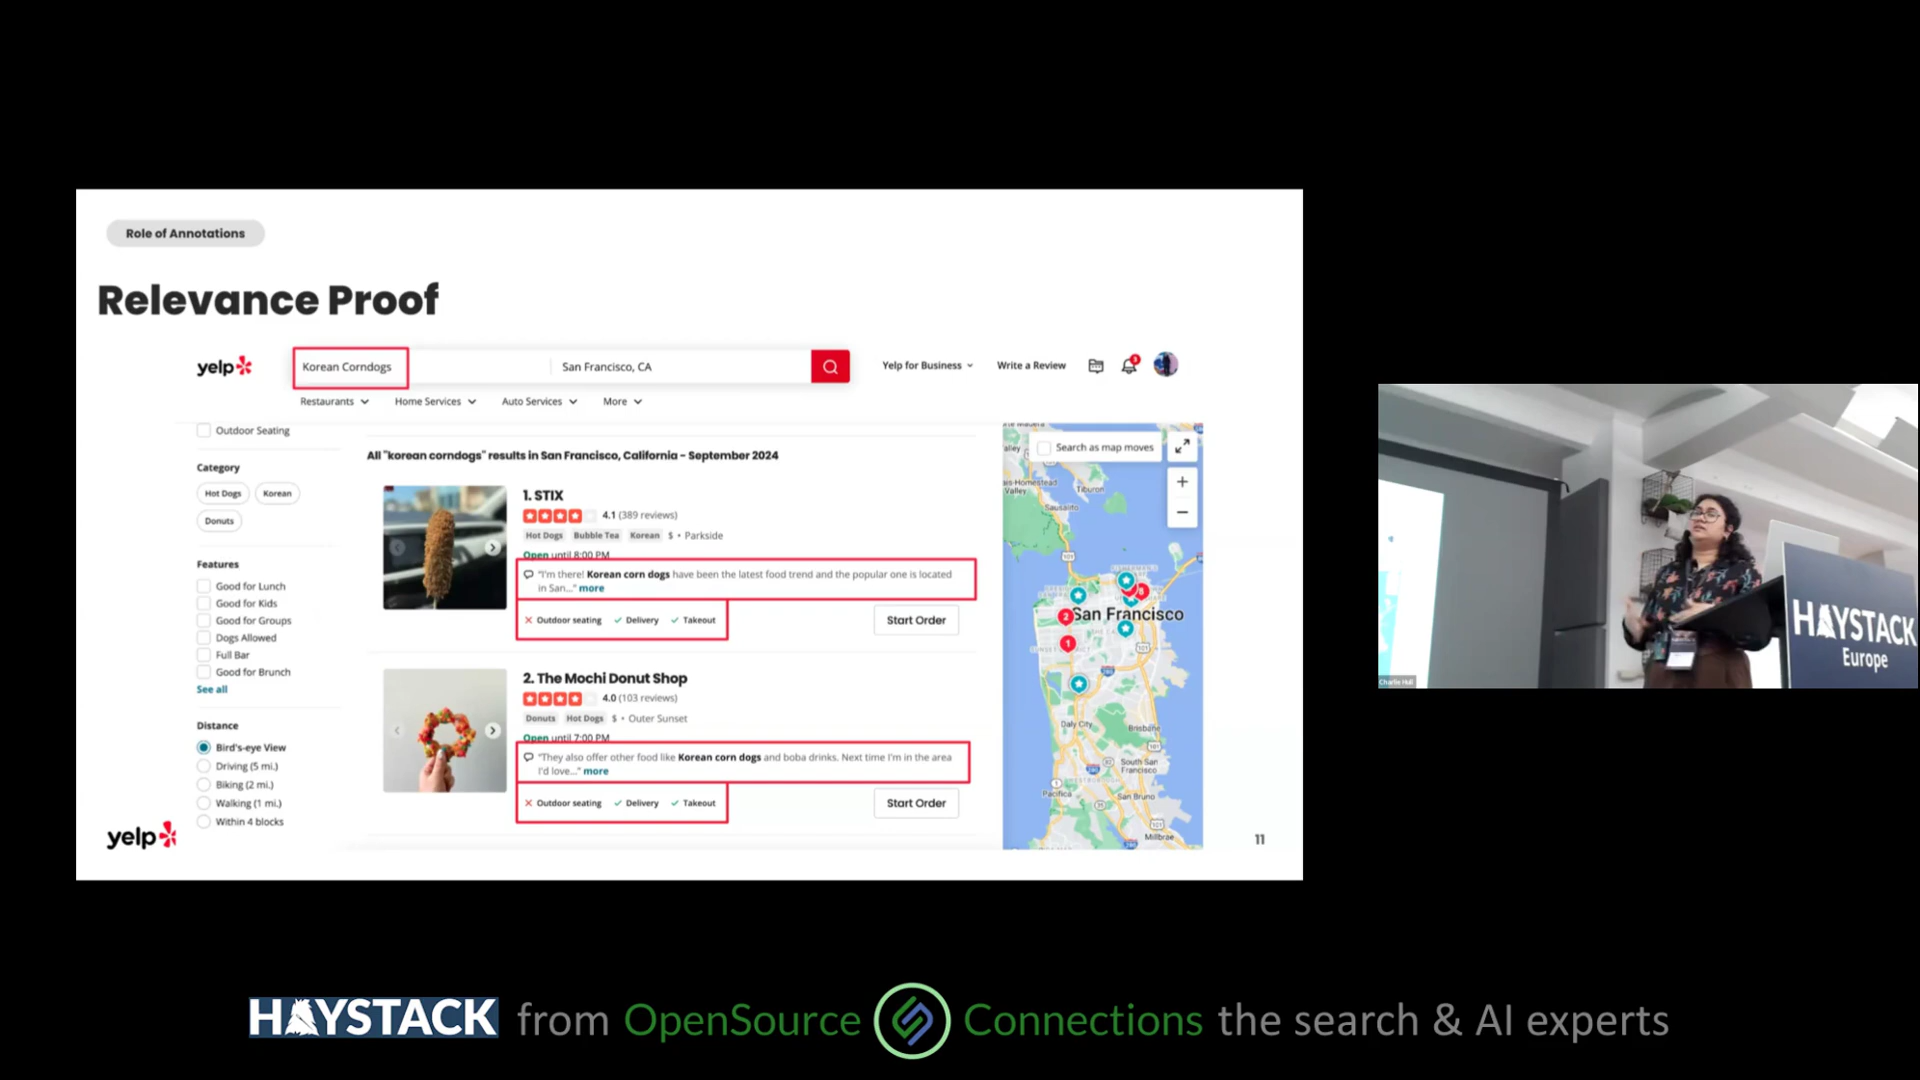 Role of Annotations
Relevance Proof
yelp
Korean Corndogs
San Francisco, CA
Yelp for Business
Write a Review
Restaurants
Home Services
Auto Services
More
Outdoor Seating
Category
Hot Dogs
Korean
Donuts
Features
Good for Lunch
Good for Kids
Good for Groups
Dogs Allowed
Full Bar
Good for Brunch
See all
Distance
Bird's-eye View
Driving (5 mi.)
Biking (2 mi.)
Walking (1 mi.)
Within 4 blocks
All "korean corndogs" results in San Francisco, California - September 2024
1. STIX
4.1 (389 reviews)
Hot Dogs Bubble Tea Korean $ • Parkside
Open until 8:00 PM
"I'm there! Korean corn dogs have been the latest food trend and the popular one is located
in San..." more
Outdoor seating Delivery Takeout
Start Order
2. The Mochi Donut Shop
4.0 (103 reviews)
Donuts Hot Dogs $ • Outer Sunset
Open until 7:00 PM
"They also offer other food like Korean corn dogs and boba drinks. Next time I'm in the area
I'd love..." more
Outdoor seating Delivery Takeout
Start Order
Search as map moves
Valley
Tiburon
Sausalito
San Francisco
2
8
1
Daly City
Brisbane
South San
Francisco
Pacifica
San Bruno
Millbrae
yelp
11
HAYSTACK
Europe
Charlie Hull
HAYSTACK from OpenSource Connections the search & AI experts